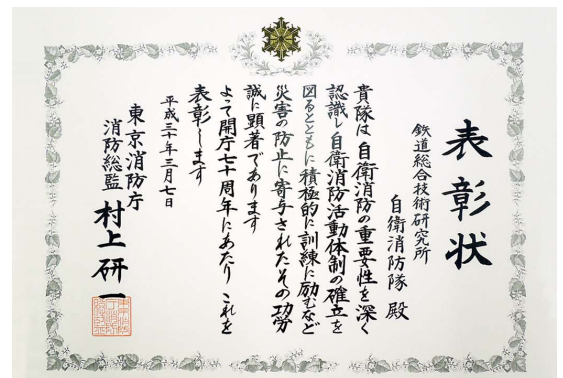 表彰状
鉄道総合技術研究所
自衛消防隊 殿
貴隊は自衛消防の重要性を深く
認識し自衛消防活動体制の確立を
図るとともに積極的に訓練に励むなど
災害の防止に寄与されたその功労
誠に顕著であります
よって開庁七十周年にあたり これを
表彰します
平成三十年三月七日
東京消防庁
消防総監 村上研一